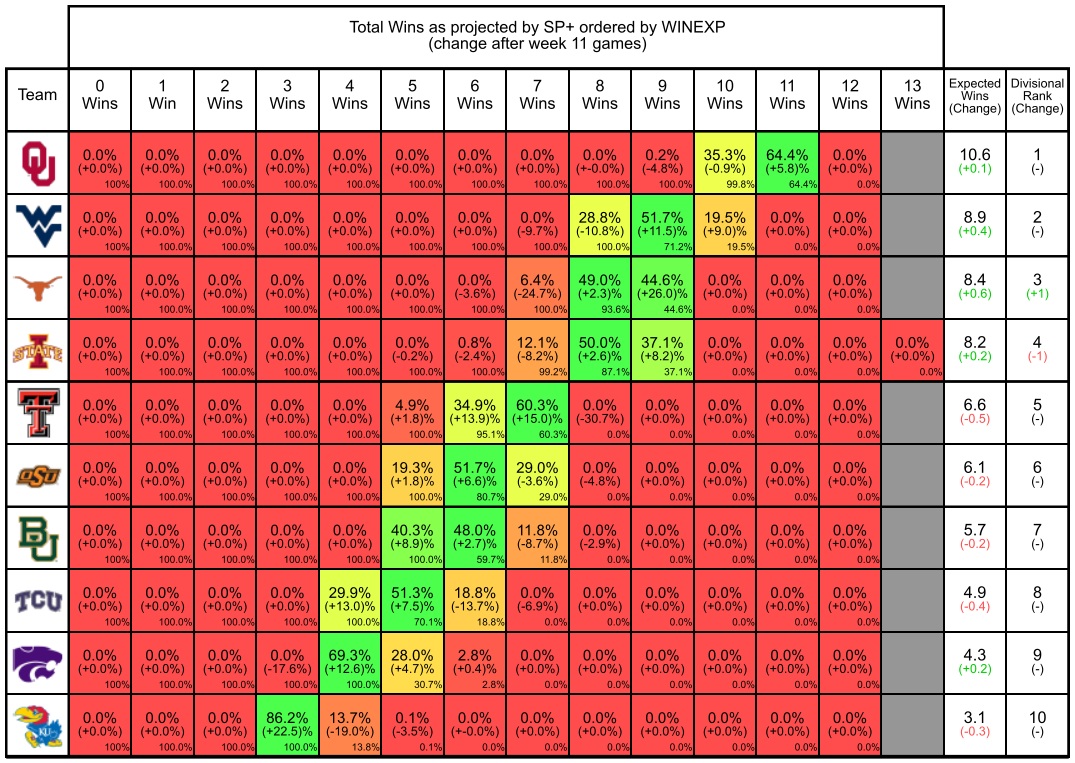 Total Wins as projected by SP+ ordered by WINEXP
(change after week 11 games)
Team 0 Wins 1 Win 2 Wins 3 Wins 4 Wins 5 Wins 6 Wins 7 Wins 8 Wins 9 Wins 10 Wins 11 Wins 12 Wins 13 Wins Expected Wins (Change) Divisional Rank (Change)
OU 0.0% 0.0% 0.0% 0.0% 0.0% 0.0% 0.0% 0.0% 0.0% 0.2% 35.3% 64.4% 0.0% 10.6 1
(+0.0%) (+0.0%) (+0.0%) (+0.0%) (+0.0%) (+0.0%) (+0.0%) (+0.0%) (+-0.0%) (-4.8%) (-0.9%) (+5.8)% (+0.0%) (+0.1) (-)
100% 100.0% 100.0% 100.0% 100.0% 100.0% 100.0% 100.0% 100.0% 100.0% 99.8% 64.4% 0.0%
WV 0.0% 0.0% 0.0% 0.0% 0.0% 0.0% 0.0% 0.0% 28.8% 51.7% 19.5% 0.0% 0.0% 8.9 2
(+0.0%) (+0.0%) (+0.0%) (+0.0%) (+0.0%) (+0.0%) (+0.0%) (-9.7%) (-10.8%) (+11.5)% (+9.0)% (+0.0%) (+0.0%) (+0.4) (-)
100% 100.0% 100.0% 100.0% 100.0% 100.0% 100.0% 100.0% 100.0% 71.2% 19.5% 0.0% 0.0%
0.0% 0.0% 0.0% 0.0% 0.0% 0.0% 0.0% 6.4% 49.0% 44.6% 0.0% 0.0% 0.0% 8.4 3
(+0.0%) (+0.0%) (+0.0%) (+0.0%) (+0.0%) (+0.0%) (-3.6%) (-24.7%) (+2.3)% (+26.0)% (+0.0%) (+0.0%) (+0.0%) (+0.6) (+1)
100% 100.0% 100.0% 100.0% 100.0% 100.0% 100.0% 100.0% 93.6% 44.6% 0.0% 0.0% 0.0%
I STATE 0.0% 0.0% 0.0% 0.0% 0.0% 0.0% 0.8% 12.1% 50.0% 37.1% 0.0% 0.0% 0.0% 0.0% 8.2 4
(+0.0%) (+0.0%) (+0.0%) (+0.0%) (+0.0%) (-0.2%) (-2.4%) (-8.2%) (+2.6)% (+8.2)% (+0.0%) (+0.0%) (+0.0%) (+0.0%) (+0.2) (-1)
100% 100.0% 100.0% 100.0% 100.0% 100.0% 100.0% 99.2% 87.1% 37.1% 0.0% 0.0% 0.0% 0.0%
TT 0.0% 0.0% 0.0% 0.0% 0.0% 4.9% 34.9% 60.3% 0.0% 0.0% 0.0% 0.0% 0.0% 6.6 5
(+0.0%) (+0.0%) (+0.0%) (+0.0%) (+0.0%) (+1.8)% (+13.9)% (+15.0)% (-30.7%) (+0.0%) (+0.0%) (+0.0%) (+0.0%) (-0.5) (-)
100% 100.0% 100.0% 100.0% 100.0% 100.0% 95.1% 60.3% 0.0% 0.0% 0.0% 0.0% 0.0%
OSU 0.0% 0.0% 0.0% 0.0% 0.0% 19.3% 51.7% 29.0% 0.0% 0.0% 0.0% 0.0% 0.0% 6.1 6
(+0.0%) (+0.0%) (+0.0%) (+0.0%) (+0.0%) (+1.8)% (+6.6)% (-3.6%) (-4.8%) (+0.0%) (+0.0%) (+0.0%) (+0.0%) (-0.2) (-)
100% 100.0% 100.0% 100.0% 100.0% 100.0% 80.7% 29.0% 0.0% 0.0% 0.0% 0.0% 0.0%
BU 0.0% 0.0% 0.0% 0.0% 0.0% 40.3% 48.0% 11.8% 0.0% 0.0% 0.0% 0.0% 0.0% 5.7 7
(+0.0%) (+0.0%) (+0.0%) (+0.0%) (+0.0%) (+8.9)% (+2.7)% (-8.7%) (-2.9%) (+0.0%) (+0.0%) (+0.0%) (+0.0%) (-0.2) (-)
100% 100.0% 100.0% 100.0% 100.0% 100.0% 59.7% 11.8% 0.0% 0.0% 0.0% 0.0% 0.0%
TCU 0.0% 0.0% 0.0% 0.0% 29.9% 51.3% 18.8% 0.0% 0.0% 0.0% 0.0% 0.0% 0.0% 4.9 8
(+0.0%) (+0.0%) (+0.0%) (+0.0%) (+13.0)% (+7.5)% (-13.7%) (-6.9%) (+0.0%) (+0.0%) (+0.0%) (+0.0%) (+0.0%) (-0.4) (-)
100% 100.0% 100.0% 100.0% 100.0% 70.1% 18.8% 0.0% 0.0% 0.0% 0.0% 0.0% 0.0%
0.0% 0.0% 0.0% 0.0% 69.3% 28.0% 2.8% 0.0% 0.0% 0.0% 0.0% 0.0% 0.0% 4.3 9
(+0.0%) (+0.0%) (+0.0%) (-17.6%) (+12.6)% (+4.7)% (+0.4)% (+0.0%) (+0.0%) (+0.0%) (+0.0%) (+0.0%) (+0.0%) (+0.2) (-)
100% 100.0% 100.0% 100.0% 100.0% 30.7% 2.8% 0.0% 0.0% 0.0% 0.0% 0.0% 0.0%
KU 0.0% 0.0% 0.0% 86.2% 13.7% 0.1% 0.0% 0.0% 0.0% 0.0% 0.0% 0.0% 0.0% 3.1 10
(+0.0%) (+0.0%) (+0.0%) (+22.5)% (-19.0%) (-3.5%) (+-0.0%) (+0.0%) (+0.0%) (+0.0%) (+0.0%) (+0.0%) (+0.0%) (-0.3) (-)
100% 100.0% 100.0% 100.0% 13.8% 0.1% 0.0% 0.0% 0.0% 0.0% 0.0% 0.0% 0.0%